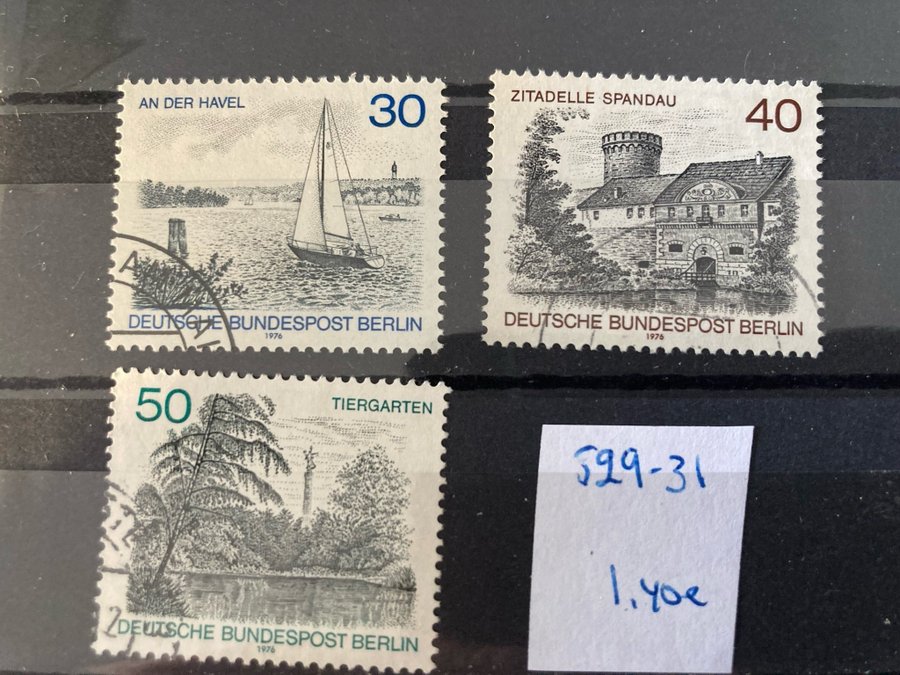 AN DER HAVEL
30
DEUTSCHE BUNDESPOST BERLIN
1976
ZITADELLE SPANDAU
40
DEUTSCHE BUNDESPOST BERLIN
1976
50
TIERGARTEN
DEUTSCHE BUNDESPOST BERLIN
1976
529-31
1.40e